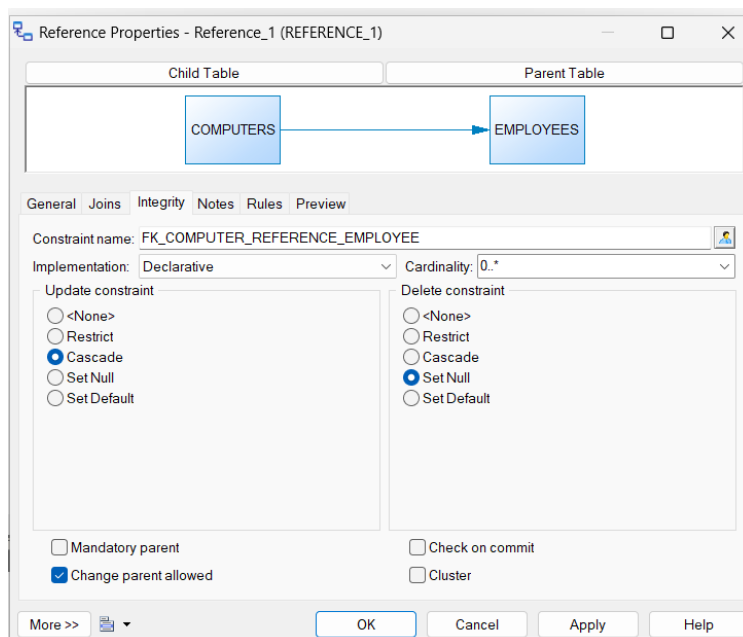 Reference Properties - Reference_1 (REFERENCE_1)
Child Table Parent Table
COMPUTERS EMPLOYEES
General Joins Integrity Notes Rules Preview
Constraint name: FK_COMPUTER_REFERENCE_EMPLOYEE
Implementation: Declarative Cardinality: 0..*
Update constraint Delete constraint
<None> <None>
Restrict Restrict
Cascade Cascade
Set Null Set Null
Set Default Set Default
Mandatory parent Check on commit
Change parent allowed Cluster
More >> OK Cancel Apply Help